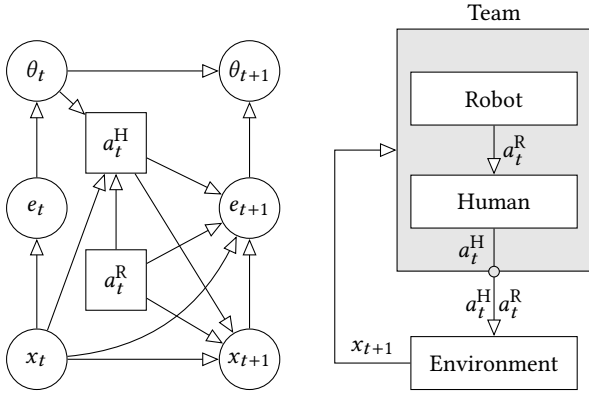 θ_t
θ_{t+1}
a_t^H
e_t
e_{t+1}
a_t^R
x_t
x_{t+1}
Team
Robot
a_t^R
Human
a_t^H
a_t^H a_t^R
x_{t+1}
Environment